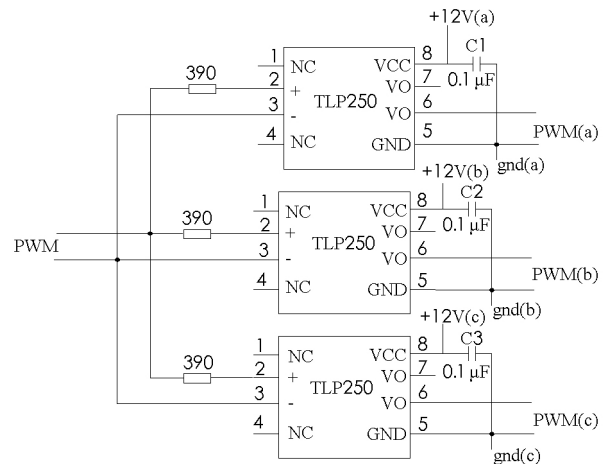 +12V(a)
1 NC VCC 8 C1
390 2 + VO 7 0.1 μF
TLP250
3 - VO 6
4 NC GND 5 PWM(a)
gnd(a)
+12V(b)
1 NC VCC 8 C2
390 2 + VO 7 0.1 μF
PWM TLP250
3 - VO 6
4 NC GND 5 PWM(b)
gnd(b)
+12V(c)
1 NC VCC 8 C3
390 2 + VO 7 0.1 μF
TLP250
3 - VO 6
4 NC GND 5 PWM(c)
gnd(c)